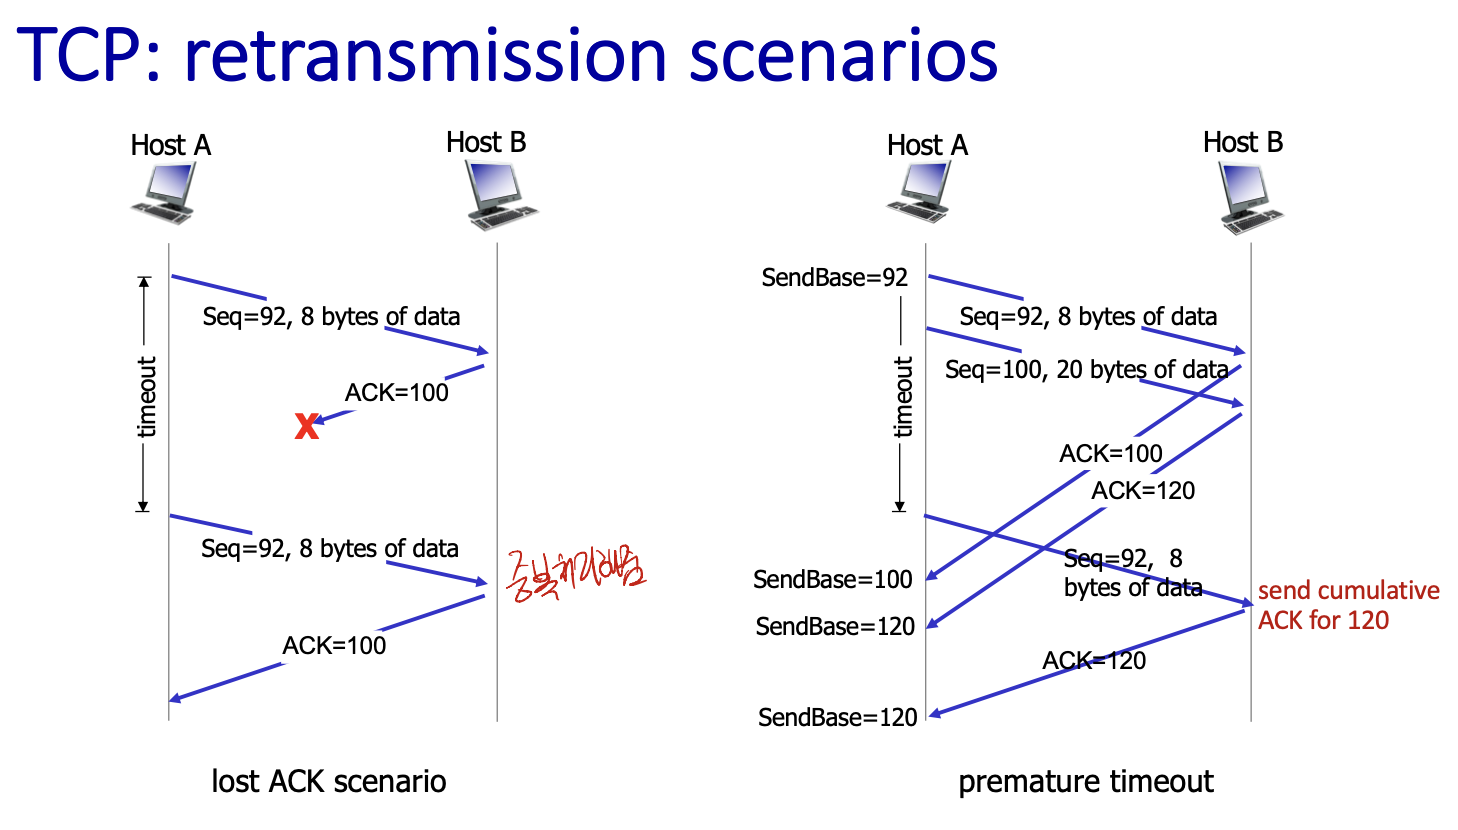 TCP: retransmission scenarios
Host A
Host B
Seq=92, 8 bytes of data
ACK=100
X
timeout
Seq=92, 8 bytes of data
중복처리해줌
ACK=100
lost ACK scenario
Host A
Host B
SendBase=92
Seq=92, 8 bytes of data
Seq=100, 20 bytes of data
timeout
ACK=100
ACK=120
Seq=92, 8
bytes of data
SendBase=100
send cumulative
ACK for 120
SendBase=120
ACK=120
SendBase=120
premature timeout